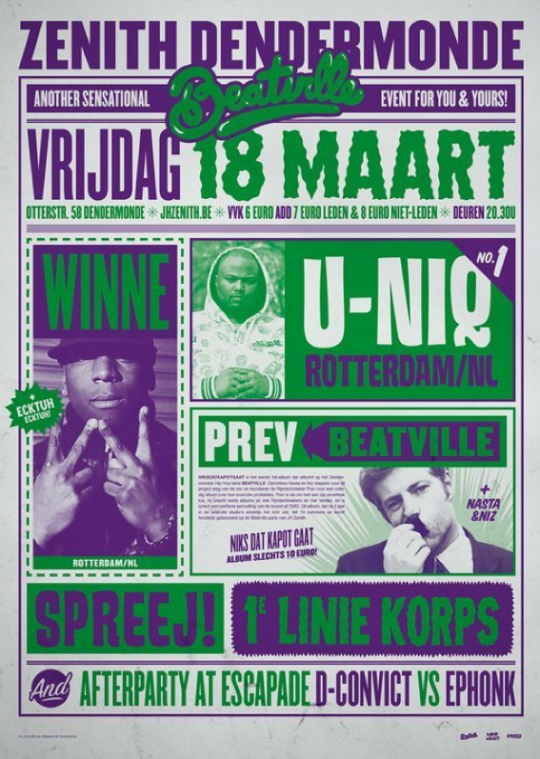 ZENITH DENDERMONDE
ANOTHER SENSATIONAL
Beatville
EVENT FOR YOU & YOURS!
VRIJDAG 18 MAART
OTTERSTR. 58 DENDERMONDE ✳ JHZENITH.BE ✳ VVK 6 EURO ADD 7 EURO LEDEN & 8 EURO NIET-LEDEN ✳ DEUREN 20.30U
WINNE
+
ECKTUH
ECKTUH!
ROTTERDAM/NL
NO.1
U-NIQ
ROTTERDAM/NL
PREV
BEATVILLE
NIKS DAT KAPOT GAAT
ALBUM SLECHTS 10 EURO!
+
NASTA
&NIZ
SPREEJ!
1E LINIE KORPS
And AFTERPARTY AT ESCAPADE D-CONVICT VS EPHONK